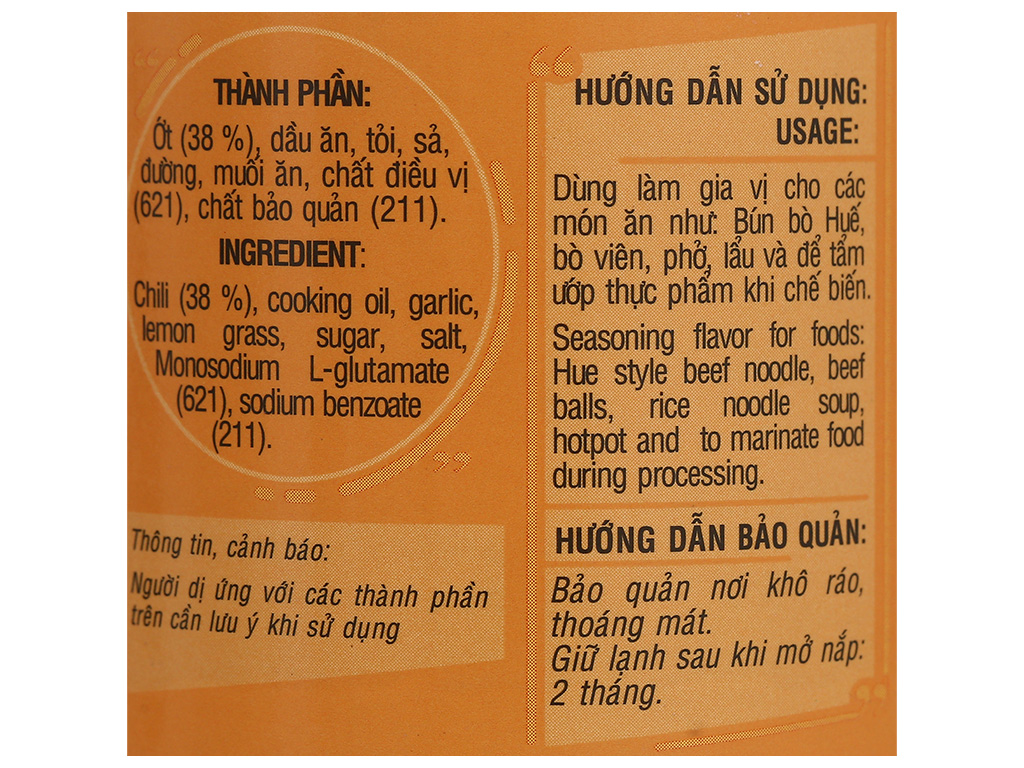 THÀNH PHẦN:
Ớt (38 %), dầu ăn, tỏi, sả,
đường, muối ăn, chất điều vị
(621), chất bảo quản (211).
INGREDIENT:
Chili (38 %), cooking oil, garlic,
lemon grass, sugar, salt,
Monosodium L-glutamate
(621), sodium benzoate
(211).
Thông tin, cảnh báo:
Người dị ứng với các thành phần
trên cần lưu ý khi sử dụng
HƯỚNG DẪN SỬ DỤNG:
USAGE:
Dùng làm gia vị cho các
món ăn như: Bún bò Huế,
bò viên, phở, lẩu và để tẩm
ướp thực phẩm khi chế biến.
Seasoning flavor for foods:
Hue style beef noodle, beef
balls, rice noodle soup,
hotpot and to marinate food
during processing.
HƯỚNG DẪN BẢO QUẢN:
Bảo quản nơi khô ráo,
thoáng mát.
Giữ lạnh sau khi mở nắp:
2 tháng.